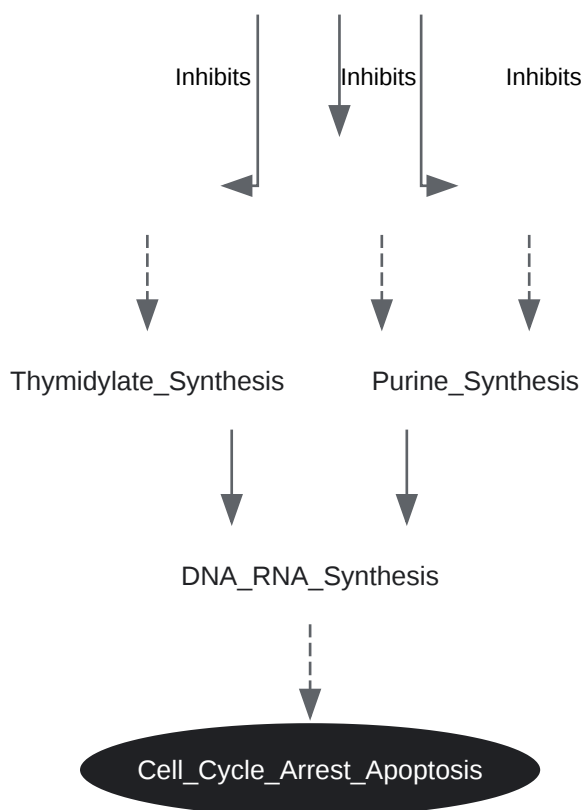 Inhibits Inhibits Inhibits
Thymidylate_Synthesis Purine_Synthesis
DNA_RNA_Synthesis
Cell_Cycle_Arrest_Apoptosis